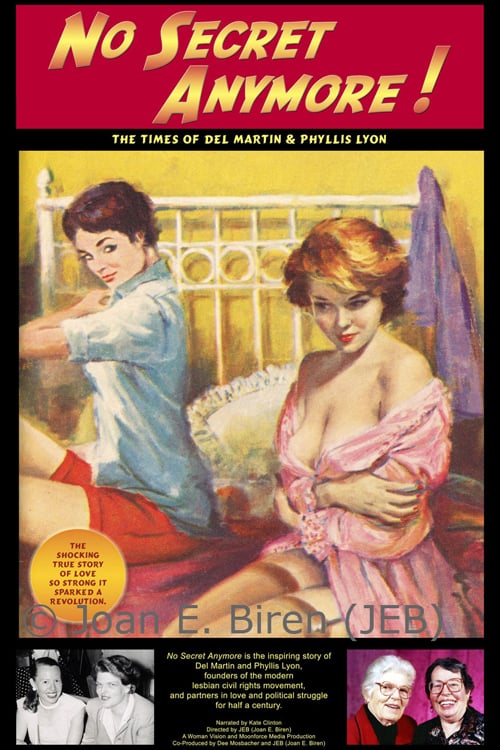 NO SECRET
ANYMORE!
THE TIMES OF DEL MARTIN & PHYLLIS LYON
THE
SHOCKING
TRUE STORY
OF LOVE
SO STRONG IT
SPARKED A
REVOLUTION.
© Joan E. Biren (JEB)
No Secret Anymore is the inspiring story of
Del Martin and Phyllis Lyon,
founders of the modern
lesbian civil rights movement,
and partners in love and political struggle
for half a century.
Narrated by Kate Clinton
Directed by JEB (Joan E. Biren)
A Woman Vision and Moonforce Media Production
Co-Produced by Dee Mosbacher and JEB (Joan E. Biren)